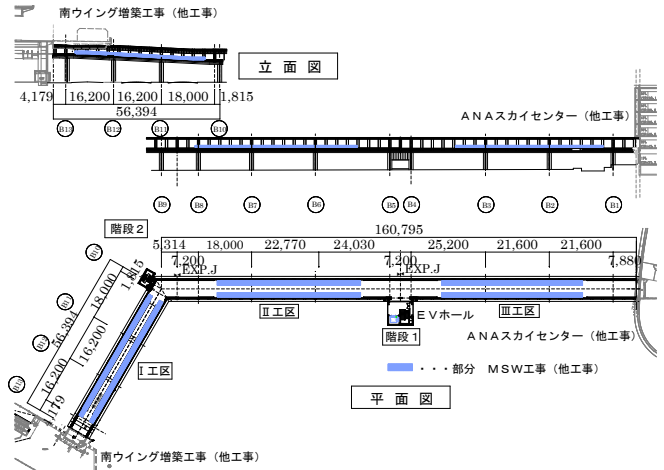 南ウイング増築工事（他工事）
立面図
4,179
16,200
16,200
18,000
1,815
56,394
B13
B12
B11
B10
ANAスカイセンター（他工事）
B9
B8
B7
B6
B5
B4
B3
B2
B1
160,795
階段2
5,314
18,000
22,770
24,030
25,200
21,600
21,600
7,200
7,200
7,880
EXP.J
EXP.J
B10
1,815
18,000
B11
56,394
16,200
B12
16,200
B13
179
Ⅰ工区
Ⅱ工区
EVホール
Ⅲ工区
階段1
ANAスカイセンター（他工事）
・・・部分　MSW工事（他工事）
平面図
南ウイング増築工事（他工事）